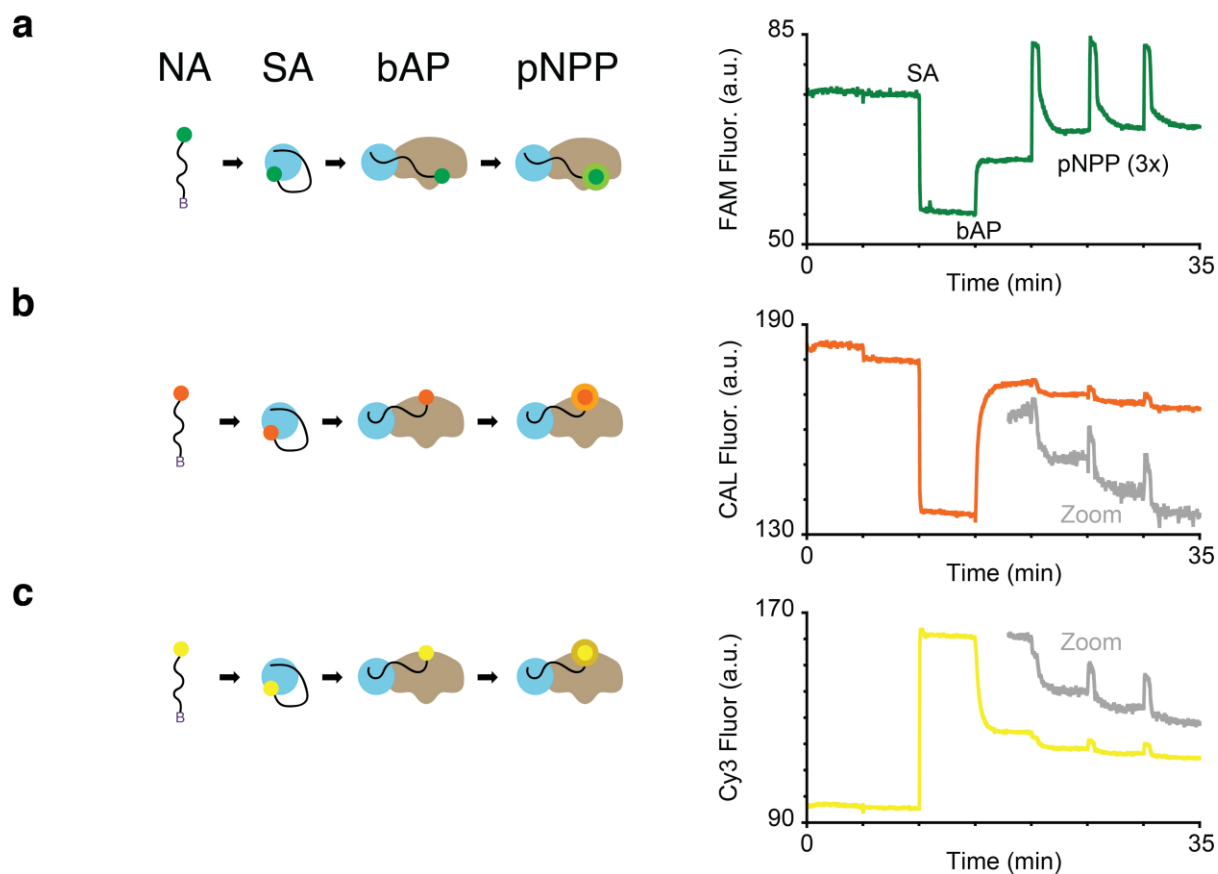 a
NA SA bAP pNPP
B
FAM Fluor. (a.u.)
85
50
SA
bAP
pNPP (3x)
0 35
Time (min)
b
B
CAL Fluor. (a.u.)
190
130
Zoom
0 35
Time (min)
c
B
Cy3 Fluor (a.u.)
170
90
Zoom
0 35
Time (min)